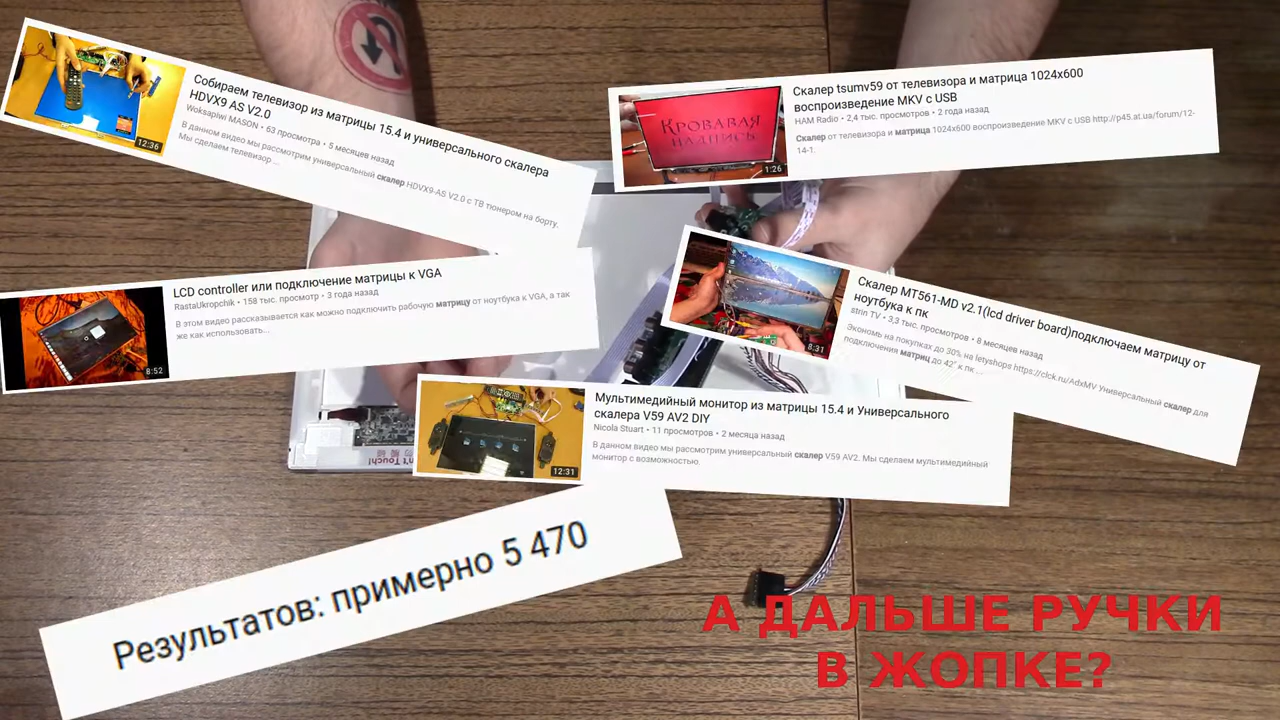 Собираем телевизор из матрицы 15.4 и универсального скалера
HDVX9 AS V2.0
Woksapiwi MASON • 63 просмотра • 5 месяцев назад
В данном видео мы рассмотрим универсальный скалер HDVX9-AS V2.0 с ТВ тюнером на борту.
Мы сделаем телевизор ...
12:36
Скалер tsumv59 от телевизора и матрица 1024x600
воспроизведение MKV с USB
HAM Radio • 2,4 тыс. просмотров • 2 года назад
Скалер от телевизора и матрица 1024x600 воспроизведение MKV с USB http://p45.at.ua/forum/12-
14-1.
КРОВАВАЯ
НАДПИСЬ
1:26
LCD controller или подключение матрицы к VGA
RastaUkropchik • 158 тыс. просмотр • 3 года назад
В этом видео рассказывается как можно подключить рабочую матрицу от ноутбука к VGA, а так
же как использовать...
8:52
Скалер MT561-MD v2.1(lcd driver board)подключаем матрицу от
ноутбука к пк
strin TV • 3,3 тыс. просмотров • 8 месяцев назад
Экономь на покупках до 30% на letyshops https://clck.ru/AdxMV Универсальный скалер для
подключения матриц до 42" к пк ...
8:31
Мультимедийный монитор из матрицы 15.4 и Универсального
скалера V59 AV2 DIY
Nicola Stuart • 11 просмотров • 2 месяца назад
В данном видео мы рассмотрим универсальный скалер V59 AV2. Мы сделаем мультимедийный
монитор с возможностью.
12:31
n't Touch!
Результатов: примерно 5 470
А ДАЛЬШЕ РУЧКИ
В ЖОПКЕ?